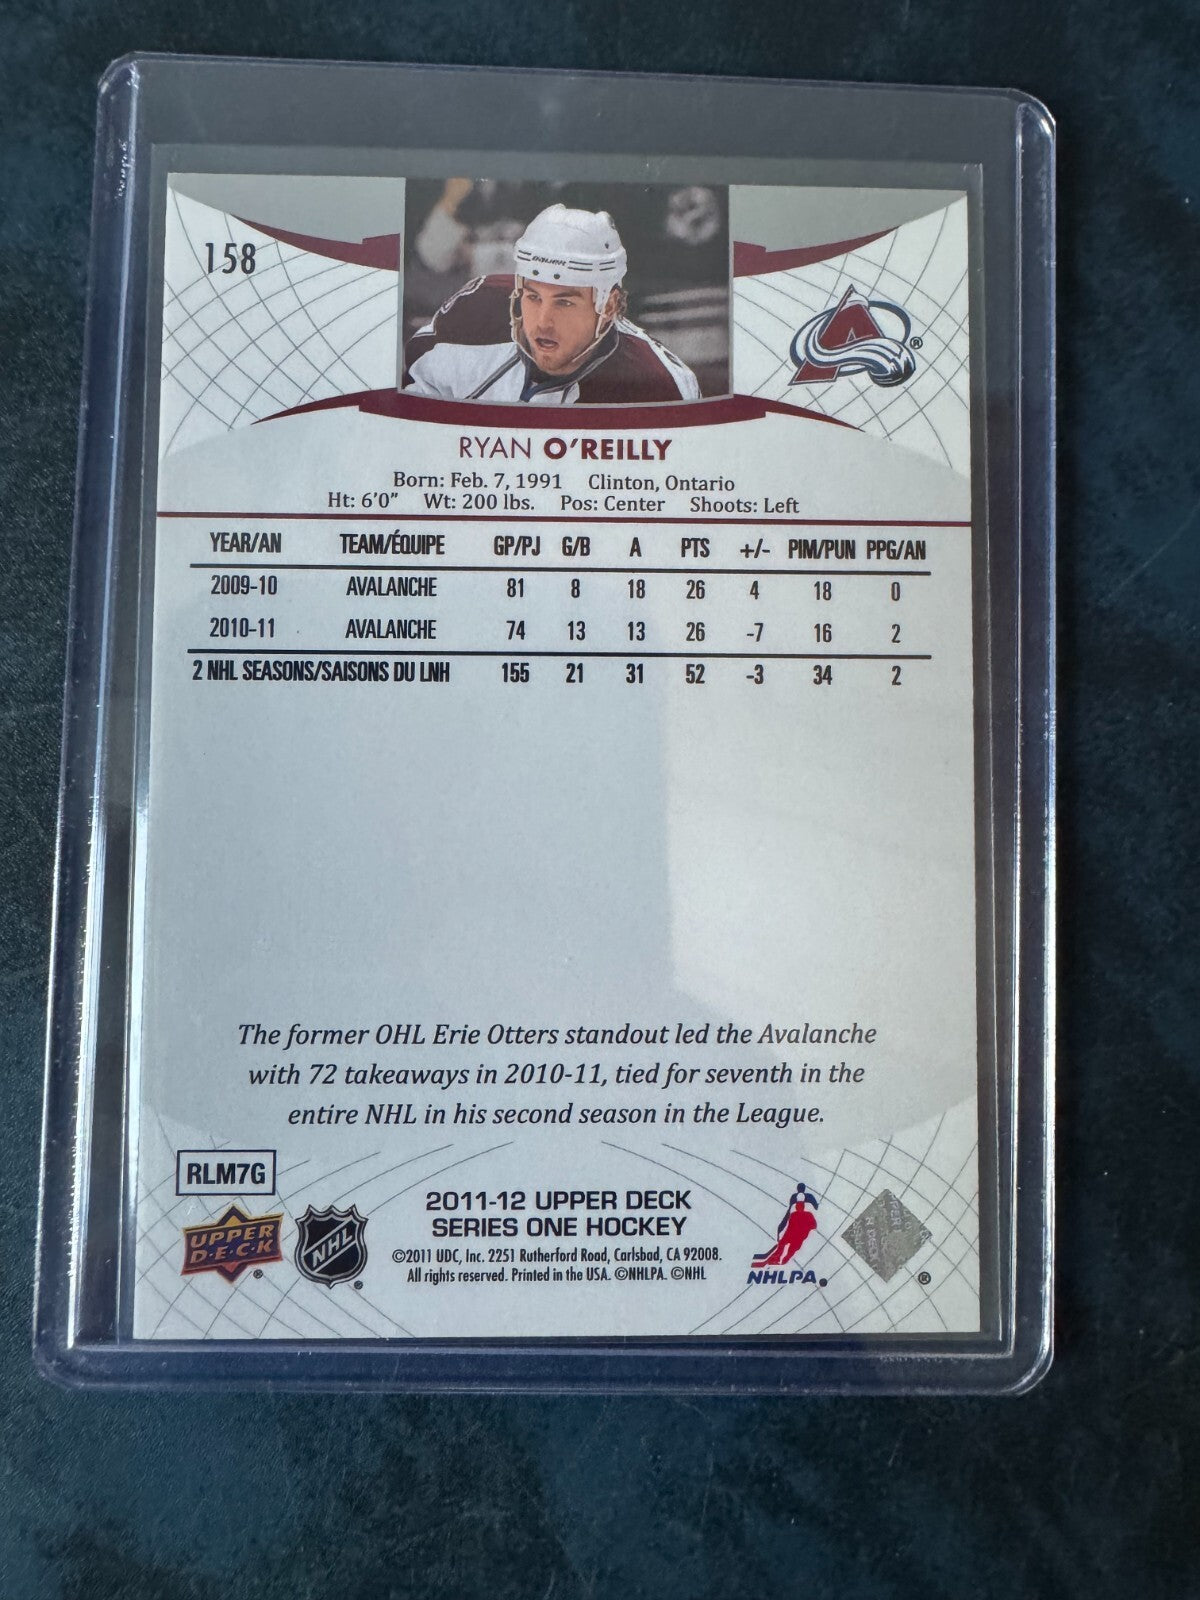 158
BAUER
A ®
RYAN O'REILLY
Born: Feb. 7, 1991 Clinton, Ontario
Ht: 6'0" Wt: 200 lbs. Pos: Center Shoots: Left
YEAR/AN TEAM/ÉQUIPE GP/PJ G/B A PTS +/- PIM/PUN PPG/AN
2009-10 AVALANCHE 81 8 18 26 4 18 0
2010-11 AVALANCHE 74 13 13 26 -7 16 2
2 NHL SEASONS/SAISONS DU LNH 155 21 31 52 -3 34 2
The former OHL Erie Otters standout led the Avalanche
with 72 takeaways in 2010-11, tied for seventh in the
entire NHL in his second season in the League.
RLM7G
UPPER
D·E·C·K ®
NHL ®
2011-12 UPPER DECK
SERIES ONE HOCKEY
©2011 UDC, Inc. 2251 Rutherford Road, Carlsbad, CA 92008.
All rights reserved. Printed in the USA. ©NHLPA. ©NHL
NHLPA®
®